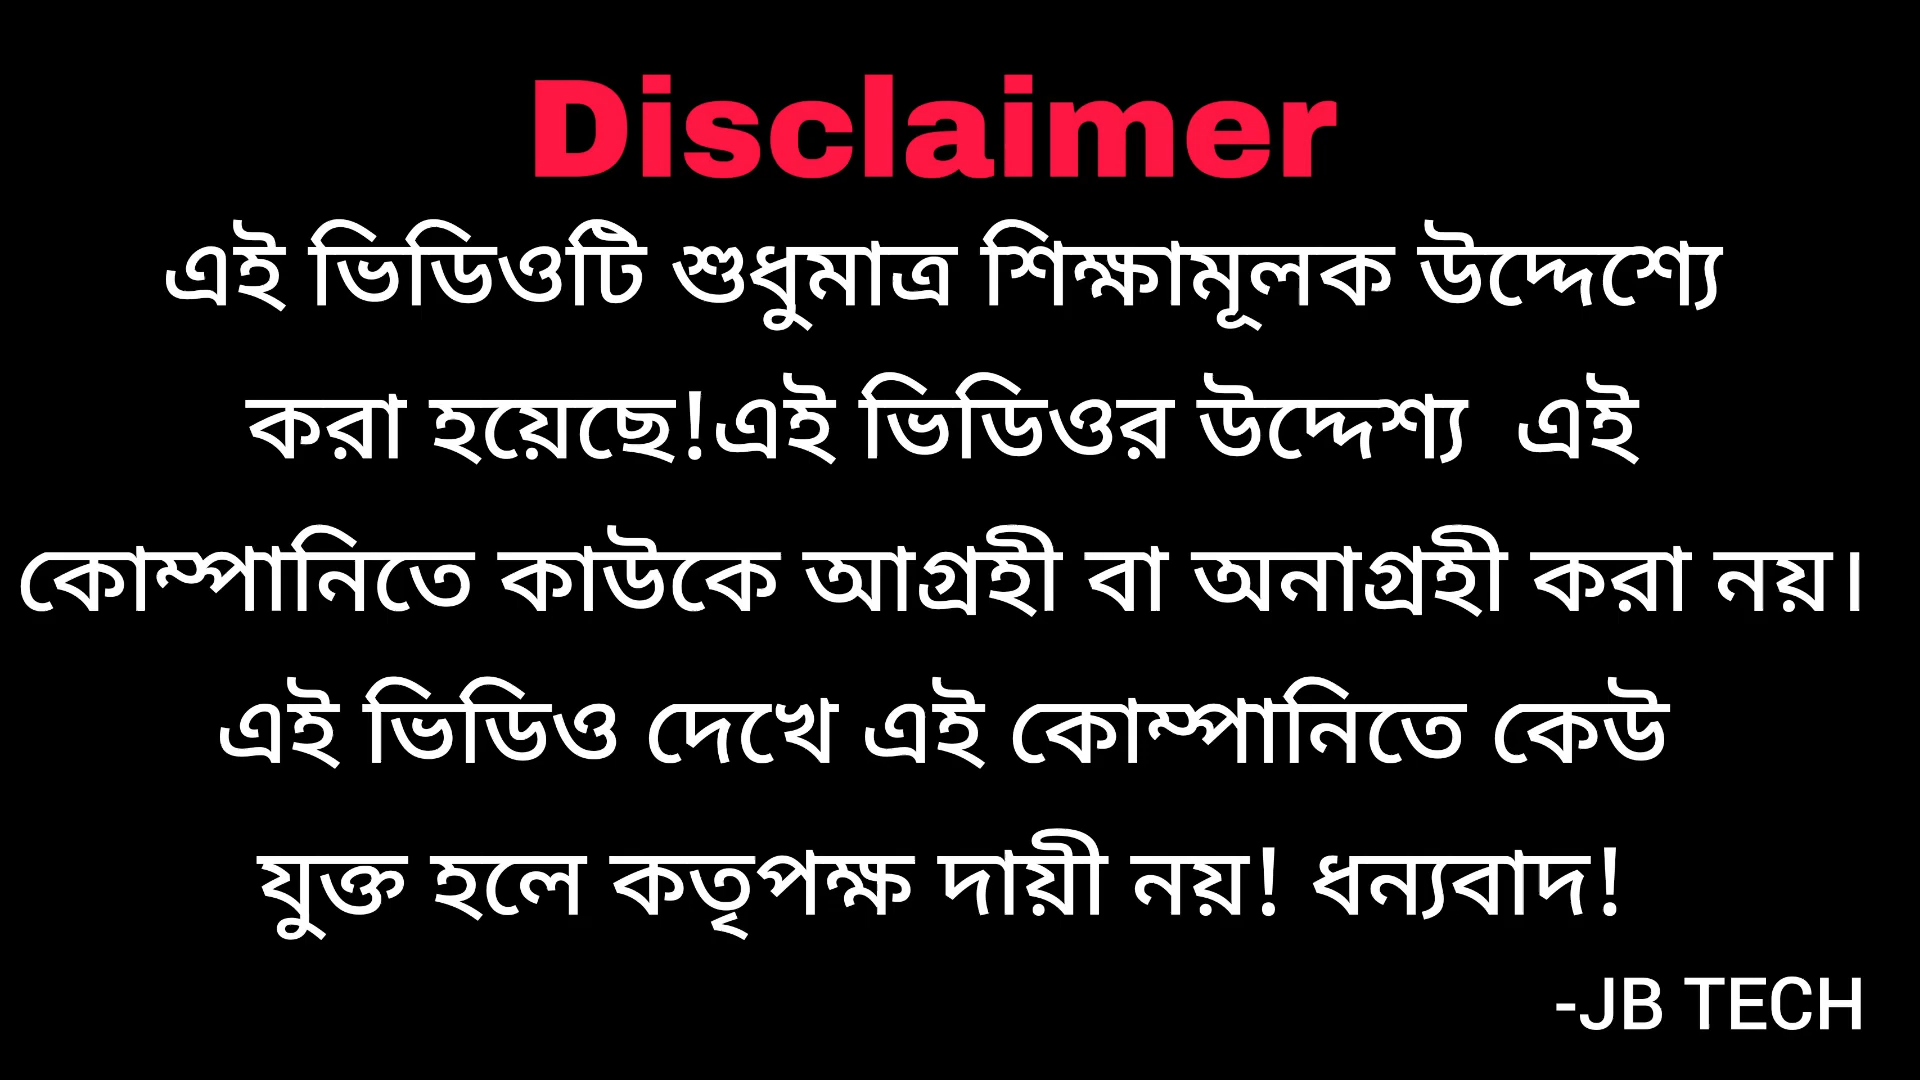 Disclaimer
এই ভিডিওটি শুধুমাত্র শিক্ষামূলক উদ্দেশ্যে
করা হয়েছে!এই ভিডিওর উদ্দেশ্য এই
কোম্পানিতে কাউকে আগ্রহী বা অনাগ্রহী করা নয়।
এই ভিডিও দেখে এই কোম্পানিতে কেউ
যুক্ত হলে কতৃপক্ষ দায়ী নয়! ধন্যবাদ!
-JB TECH